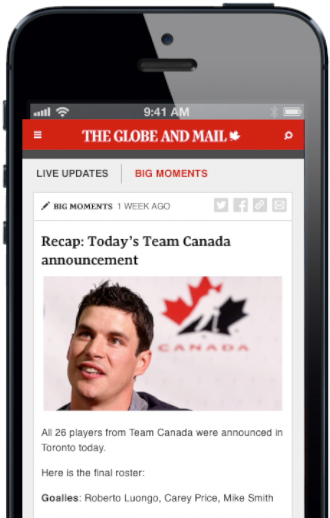 9:41 AM
THE GLOBE AND MAIL
LIVE UPDATES BIG MOMENTS
BIG MOMENTS 1 WEEK AGO
Recap: Today's Team Canada
announcement
CANADA
All 26 players from Team Canada were announced in
Toronto today.
Here is the final roster:
Goalies: Roberto Luongo, Carey Price, Mike Smith